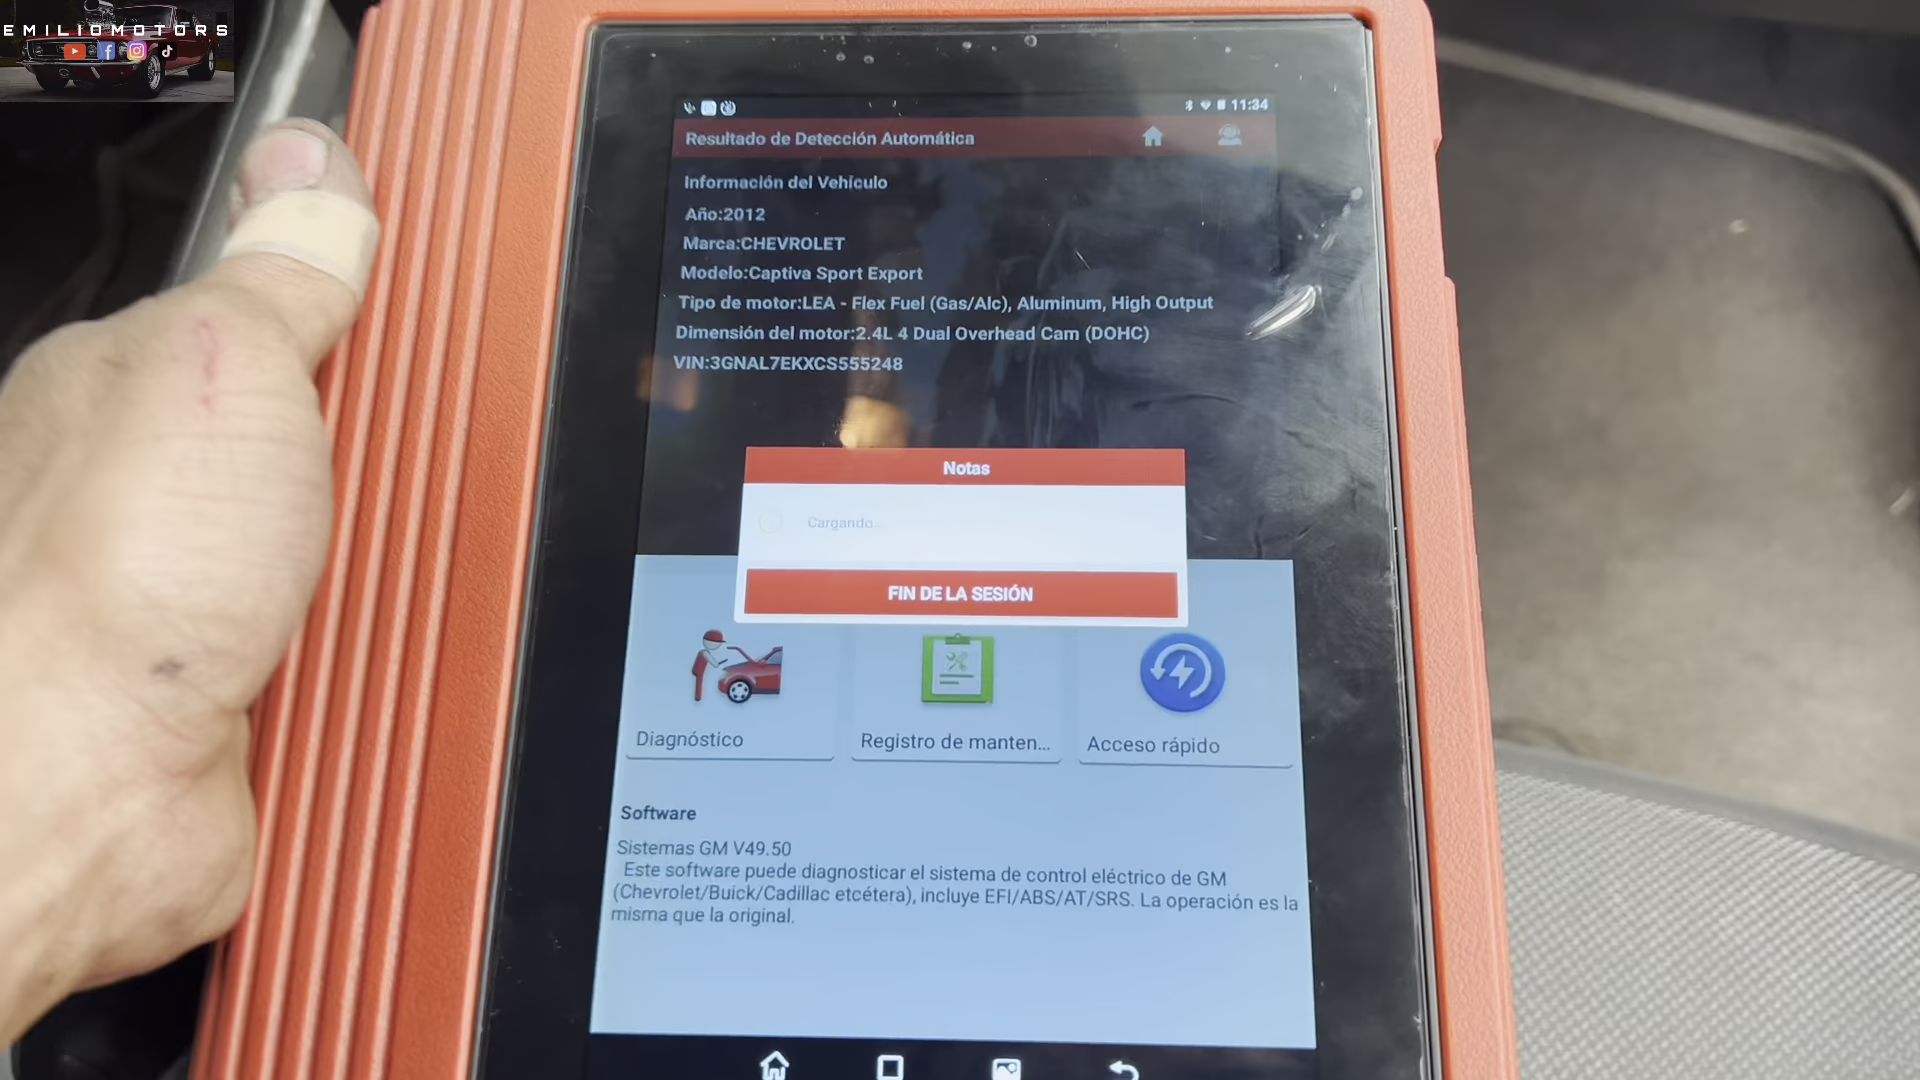 EMILIOMOTORS
11:34
Resultado de Detección Automática
Información del Vehículo
Año:2012
Marca:CHEVROLET
Modelo:Captiva Sport Export
Tipo de motor:LEA - Flex Fuel (Gas/Alc), Aluminum, High Output
Dimensión del motor:2.4L 4 Dual Overhead Cam (DOHC)
VIN:3GNAL7EKXCS555248
Notas
Cargando..
FIN DE LA SESIÓN
Diagnóstico
Registro de manten...
Acceso rápido
Software
Sistemas GM V49.50
Este software puede diagnosticar el sistema de control eléctrico de GM
(Chevrolet/Buick/Cadillac etcétera), incluye EFI/ABS/AT/SRS. La operación es la
misma que la original.